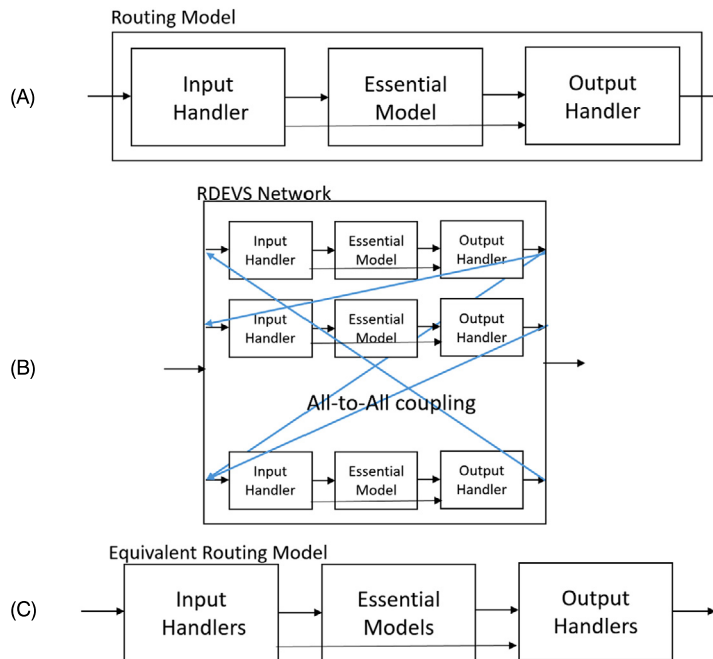 Routing Model
(A)
Input
Handler
Essential
Model
Output
Handler
RDEVS Network
(B)
Input
Handler
Essential
Model
Output
Handler
Input
Handler
Essential
Model
Output
Handler
All-to-All coupling
Input
Handler
Essential
Model
Output
Handler
Equivalent Routing Model
(C)
Input
Handlers
Essential
Models
Output
Handlers